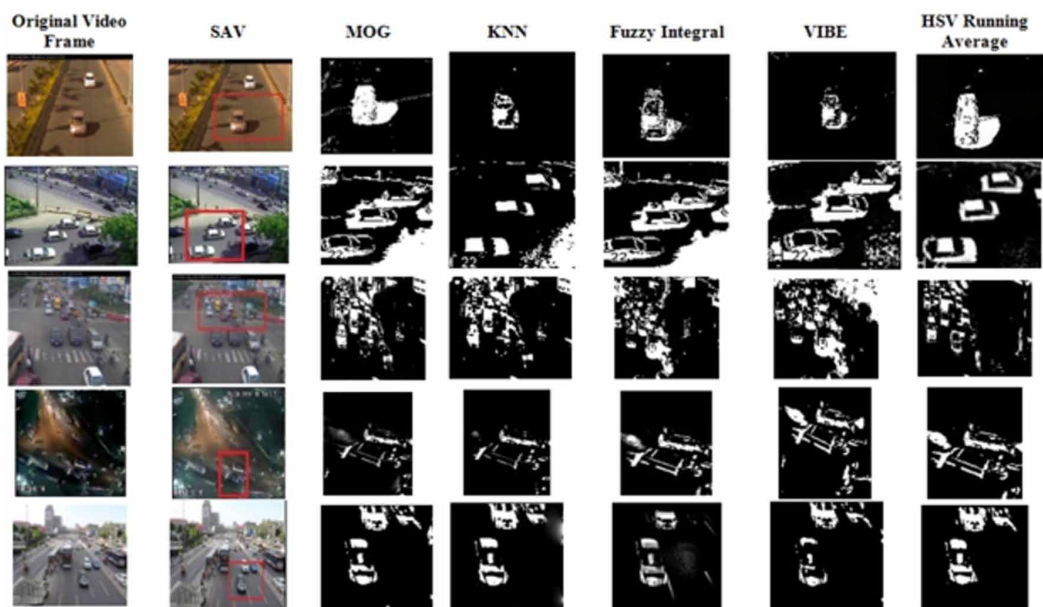 Original Video
Frame
SAV
MOG
KNN
Fuzzy Integral
VIBE
HSV Running
Average